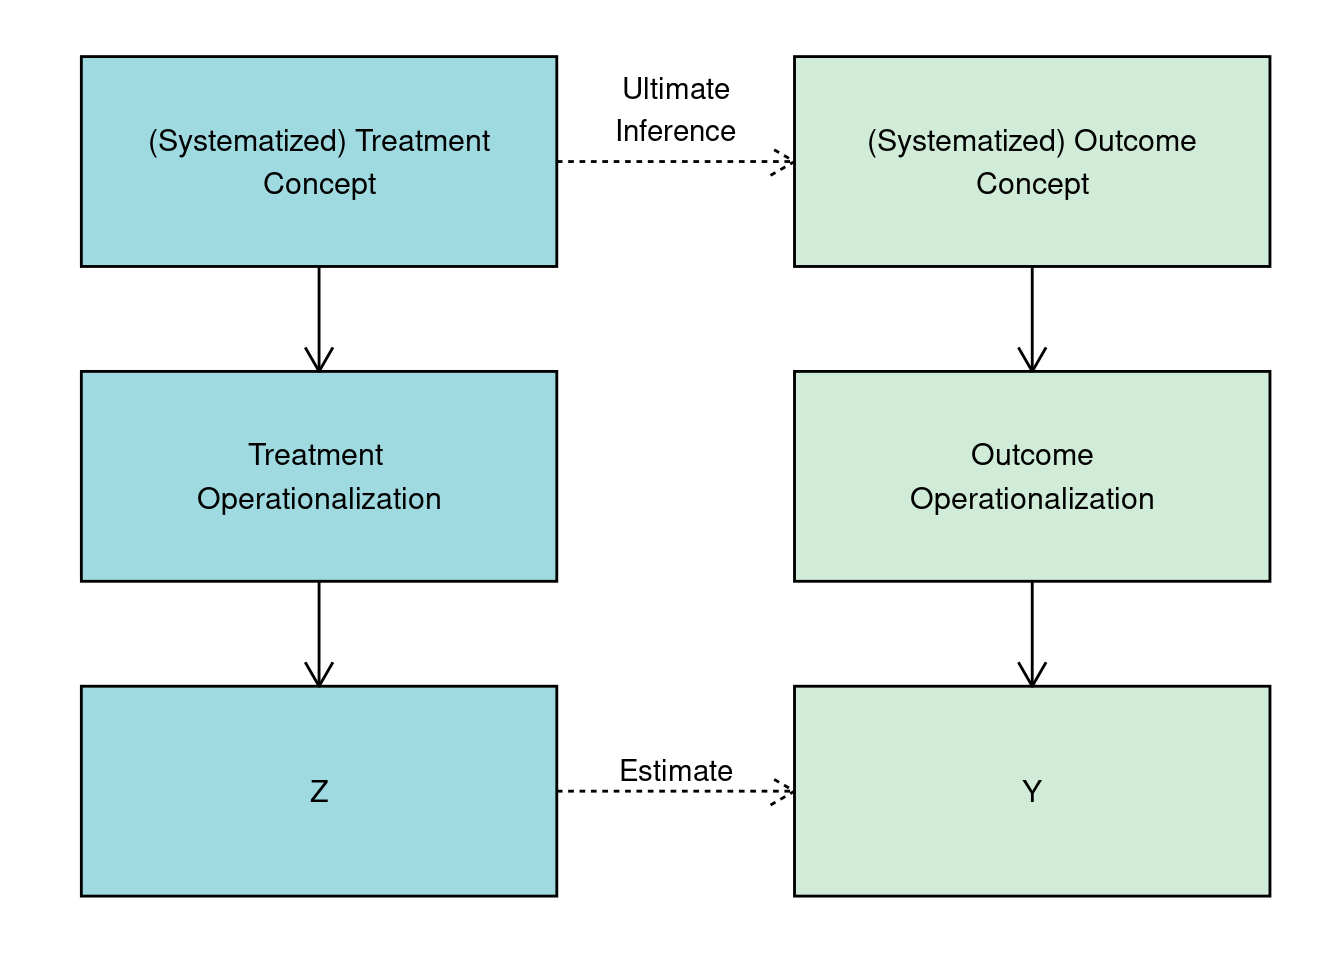 (Systematized) Treatment
Concept
Ultimate
Inference
(Systematized) Outcome
Concept
Treatment
Operationalization
Outcome
Operationalization
Z
Estimate
Y